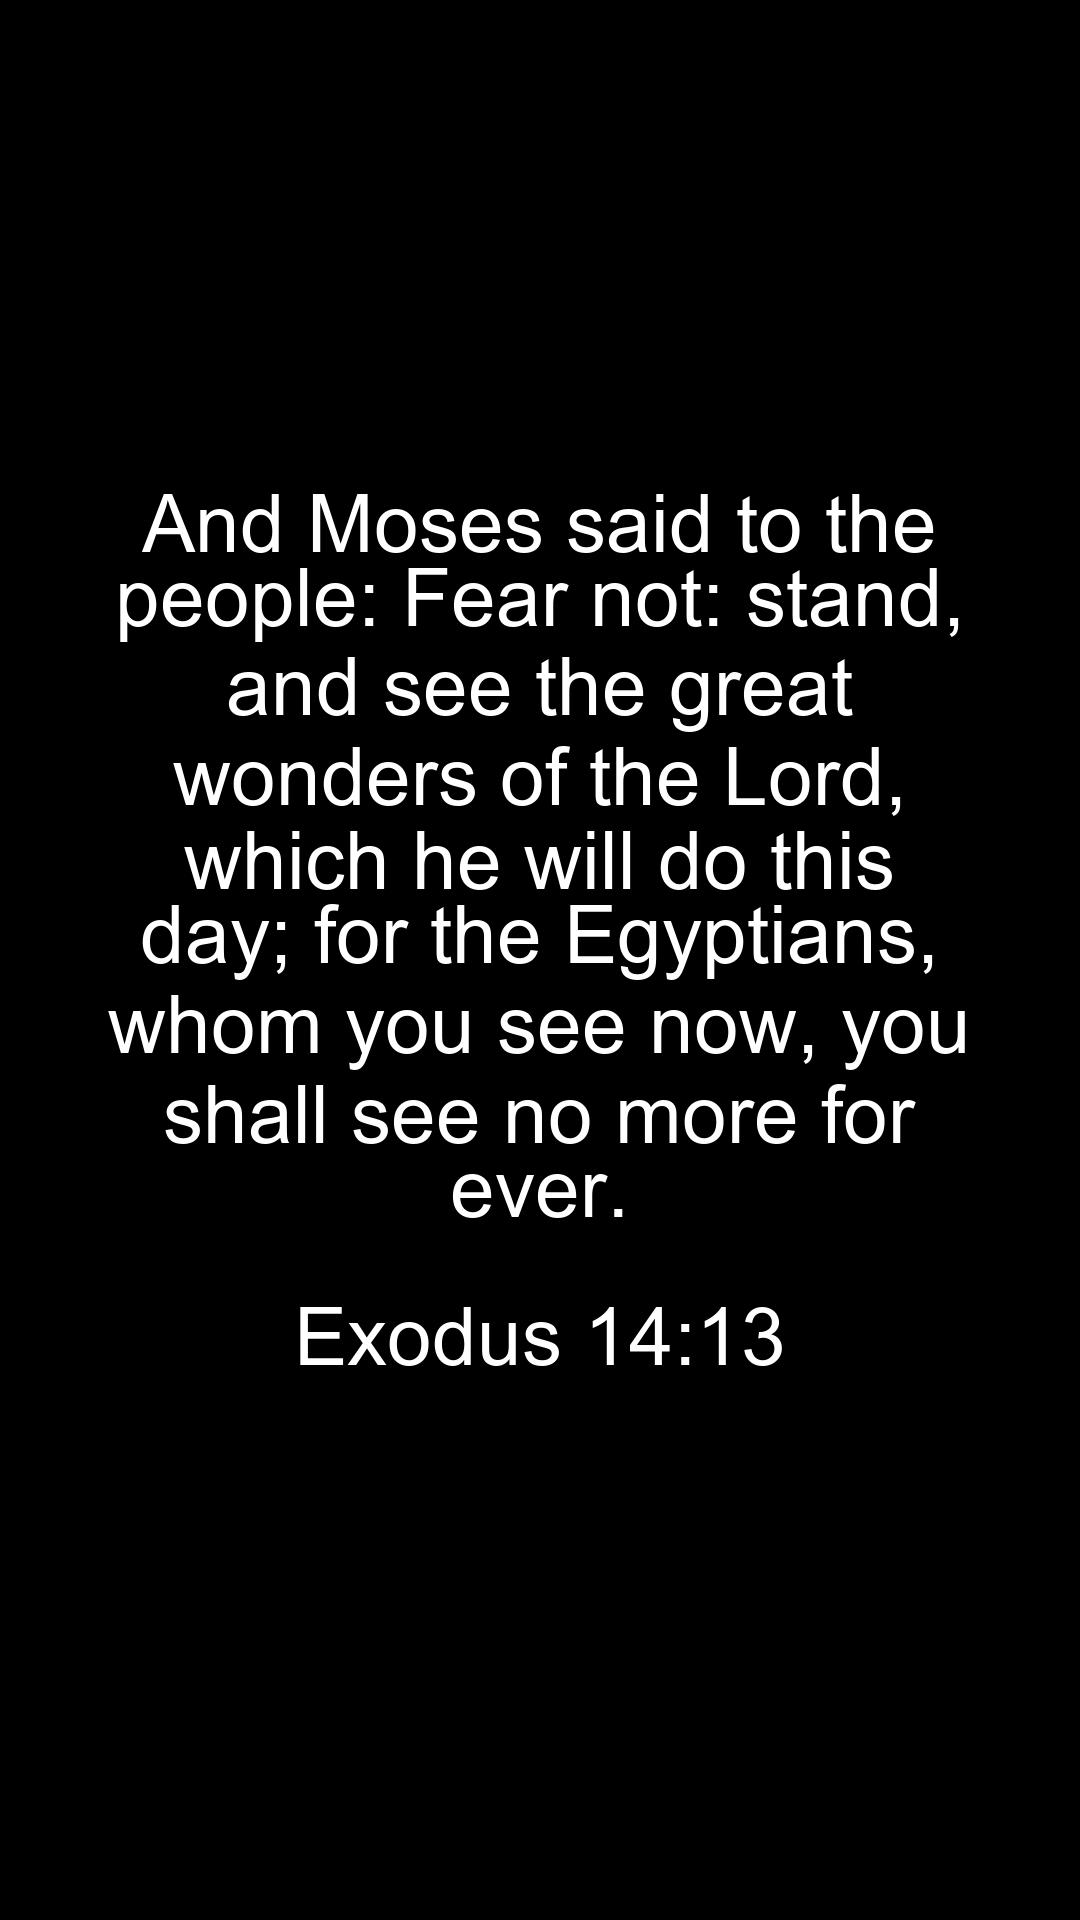 And Moses said to the
people: Fear not: stand,
and see the great
wonders of the Lord,
which he will do this
day; for the Egyptians,
whom you see now, you
shall see no more for
ever.
Exodus 14:13